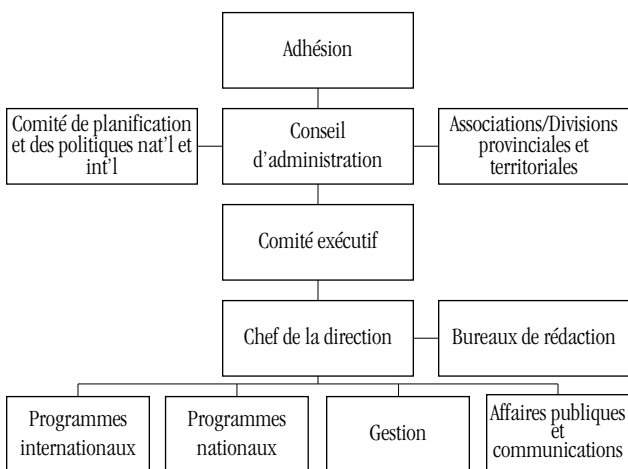 Adhésion
Comité de planification
et des politiques nat'l et
int'l
Conseil
d'administration
Associations/Divisions
provinciales et
territoriales
Comité exécutif
Chef de la direction
Bureaux de rédaction
Programmes
internationaux
Programmes
nationaux
Gestion
Affaires publiques
et
communications